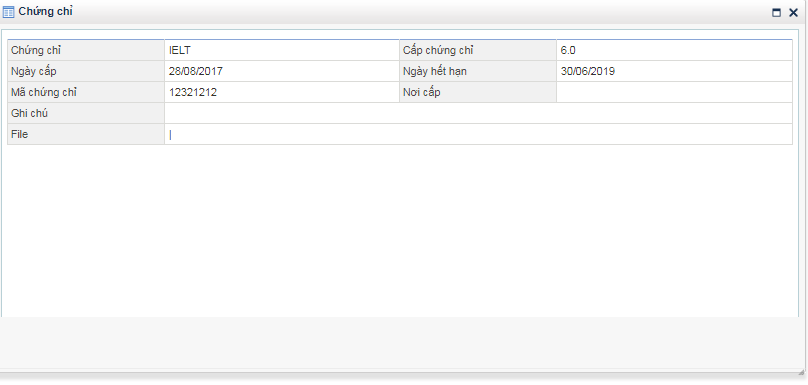 Chứng chỉ
Chứng chỉ IELT Cấp chứng chỉ 6.0
Ngày cấp 28/08/2017 Ngày hết hạn 30/06/2019
Mã chứng chỉ 12321212 Nơi cấp
Ghi chú
File |